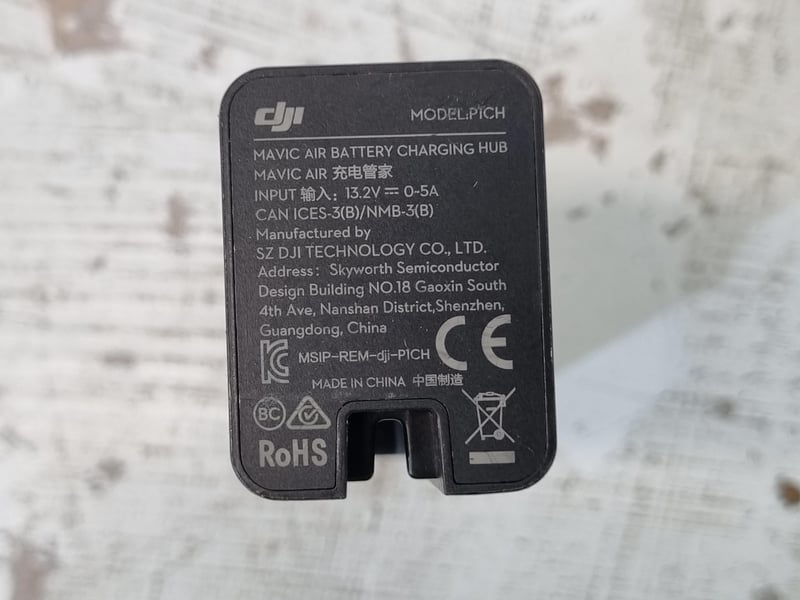 dji MODEL:P1CH
MAVIC AIR BATTERY CHARGING HUB
MAVIC AIR 充电管家
INPUT 输入: 13.2V⎓ 0-5A
CAN ICES-3(B)/NMB-3(B)
Manufactured by
SZ DJI TECHNOLOGY CO., LTD.
Address: Skyworth Semiconductor
Design Building NO.18 Gaoxin South
4th Ave, Nanshan District,Shenzhen,
Guangdong, China
MSIP-REM-dji-P1CH CE
MADE IN CHINA 中国制造
BC
RoHS